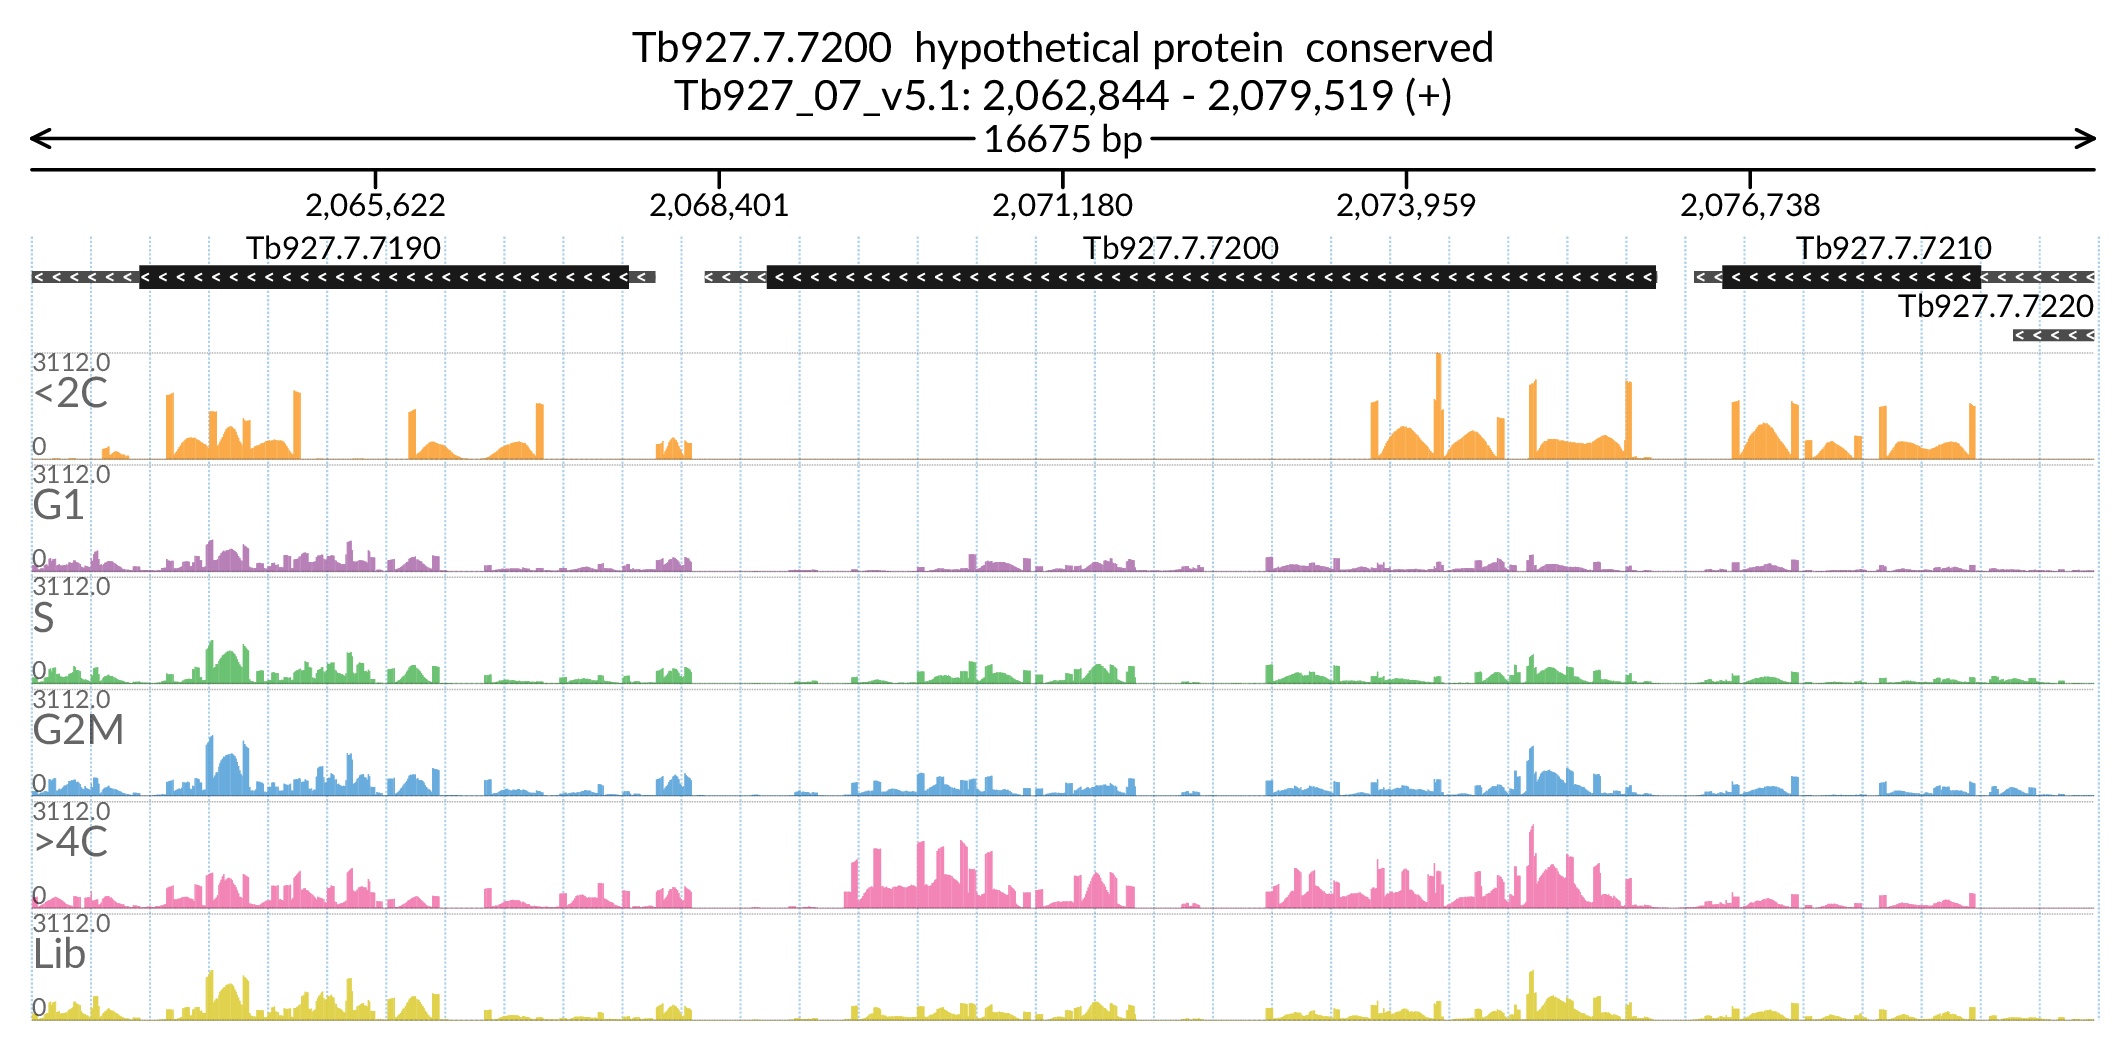 Tb927.7.7200  hypothetical protein  conserved
Tb927_07_v5.1: 2,062,844 - 2,079,519 (+)
16675 bp
2,065,622 2,068,401 2,071,180 2,073,959 2,076,738
Tb927.7.7190 Tb927.7.7200 Tb927.7.7210
Tb927.7.7220
3112.0
<2C
0
3112.0
G1
0
3112.0
S
0
3112.0
G2M
0
3112.0
>4C
0
3112.0
Lib
0